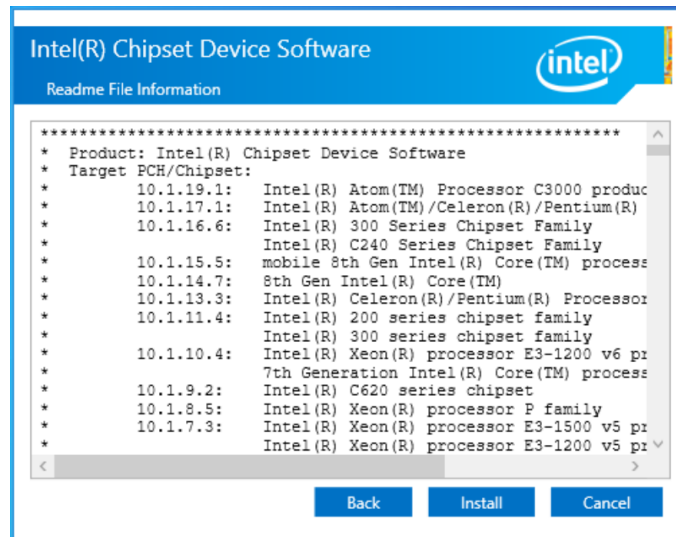 Intel(R) Chipset Device Software
intel
Readme File Information
************************************************************
* Product: Intel(R) Chipset Device Software
* Target PCH/Chipset:
* 10.1.19.1: Intel(R) Atom(TM) Processor C3000 produc
* 10.1.17.1: Intel(R) Atom(TM)/Celeron(R)/Pentium(R)
* 10.1.16.6: Intel(R) 300 Series Chipset Family
* Intel(R) C240 Series Chipset Family
* 10.1.15.5: mobile 8th Gen Intel(R) Core(TM) process
* 10.1.14.7: 8th Gen Intel(R) Core(TM)
* 10.1.13.3: Intel(R) Celeron(R)/Pentium(R) Processor
* 10.1.11.4: Intel(R) 200 series chipset family
* Intel(R) 300 series chipset family
* 10.1.10.4: Intel(R) Xeon(R) processor E3-1200 v6 pr
* 7th Generation Intel(R) Core(TM) process
* 10.1.9.2: Intel(R) C620 series chipset
* 10.1.8.5: Intel(R) Xeon(R) processor P family
* 10.1.7.3: Intel(R) Xeon(R) processor E3-1500 v5 pr
* Intel(R) Xeon(R) processor E3-1200 v5 pr
Back Install Cancel